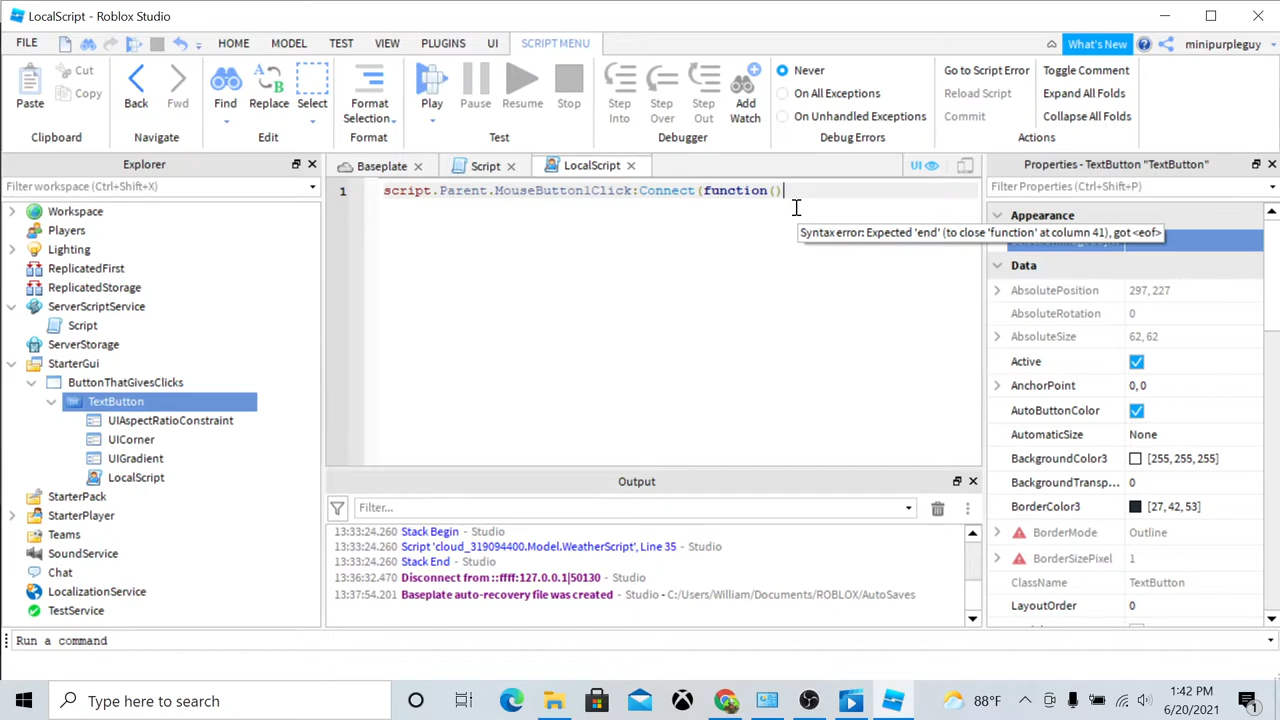 LocalScript - Roblox Studio
FILE HOME MODEL TEST VIEW PLUGINS UI SCRIPT MENU What's New minipurpleguy
Paste Cut Copy Back Fwd Find Replace Select Format Selection Play Pause Resume Stop Step Into Step Over Step Out Add Watch
Never
On All Exceptions
On Unhandled Exceptions
Go to Script Error
Reload Script
Commit
Toggle Comment
Expand All Folds
Collapse All Folds
Clipboard Navigate Edit Format Test Debugger Debug Errors Actions
Explorer
Filter workspace (Ctrl+Shift+X)
Workspace
Players
Lighting
ReplicatedFirst
ReplicatedStorage
ServerScriptService
Script
ServerStorage
StarterGui
ButtonThatGivesClicks
TextButton
UIAspectRatioConstraint
UICorner
UIGradient
LocalScript
StarterPack
StarterPlayer
Teams
SoundService
Chat
LocalizationService
TestService
Baseplate Script LocalScript UI
1 script.Parent.MouseButton1Click:Connect(function()
Syntax error: Expected 'end' (to close 'function' at column 41), got <eof>
Output
Filter...
13:33:24.260 Stack Begin - Studio
13:33:24.260 Script 'cloud_319094400.Model.WeatherScript', Line 35 - Studio
13:33:24.260 Stack End - Studio
13:36:32.470 Disconnect from ::ffff:127.0.0.1|50130 - Studio
13:37:54.201 Baseplate auto-recovery file was created - Studio - C:/Users/William/Documents/ROBLOX/AutoSaves
Properties - TextButton "TextButton"
Filter Properties (Ctrl+Shift+P)
Appearance
Data
AbsolutePosition 297, 227
AbsoluteRotation 0
AbsoluteSize 62, 62
Active
AnchorPoint 0, 0
AutoButtonColor
AutomaticSize None
BackgroundColor3 [255, 255, 255]
BackgroundTransp... 0
BorderColor3 [27, 42, 53]
BorderMode Outline
BorderSizePixel 1
ClassName TextButton
LayoutOrder 0
Run a command
Type here to search
88°F
1:42 PM
6/20/2021
1